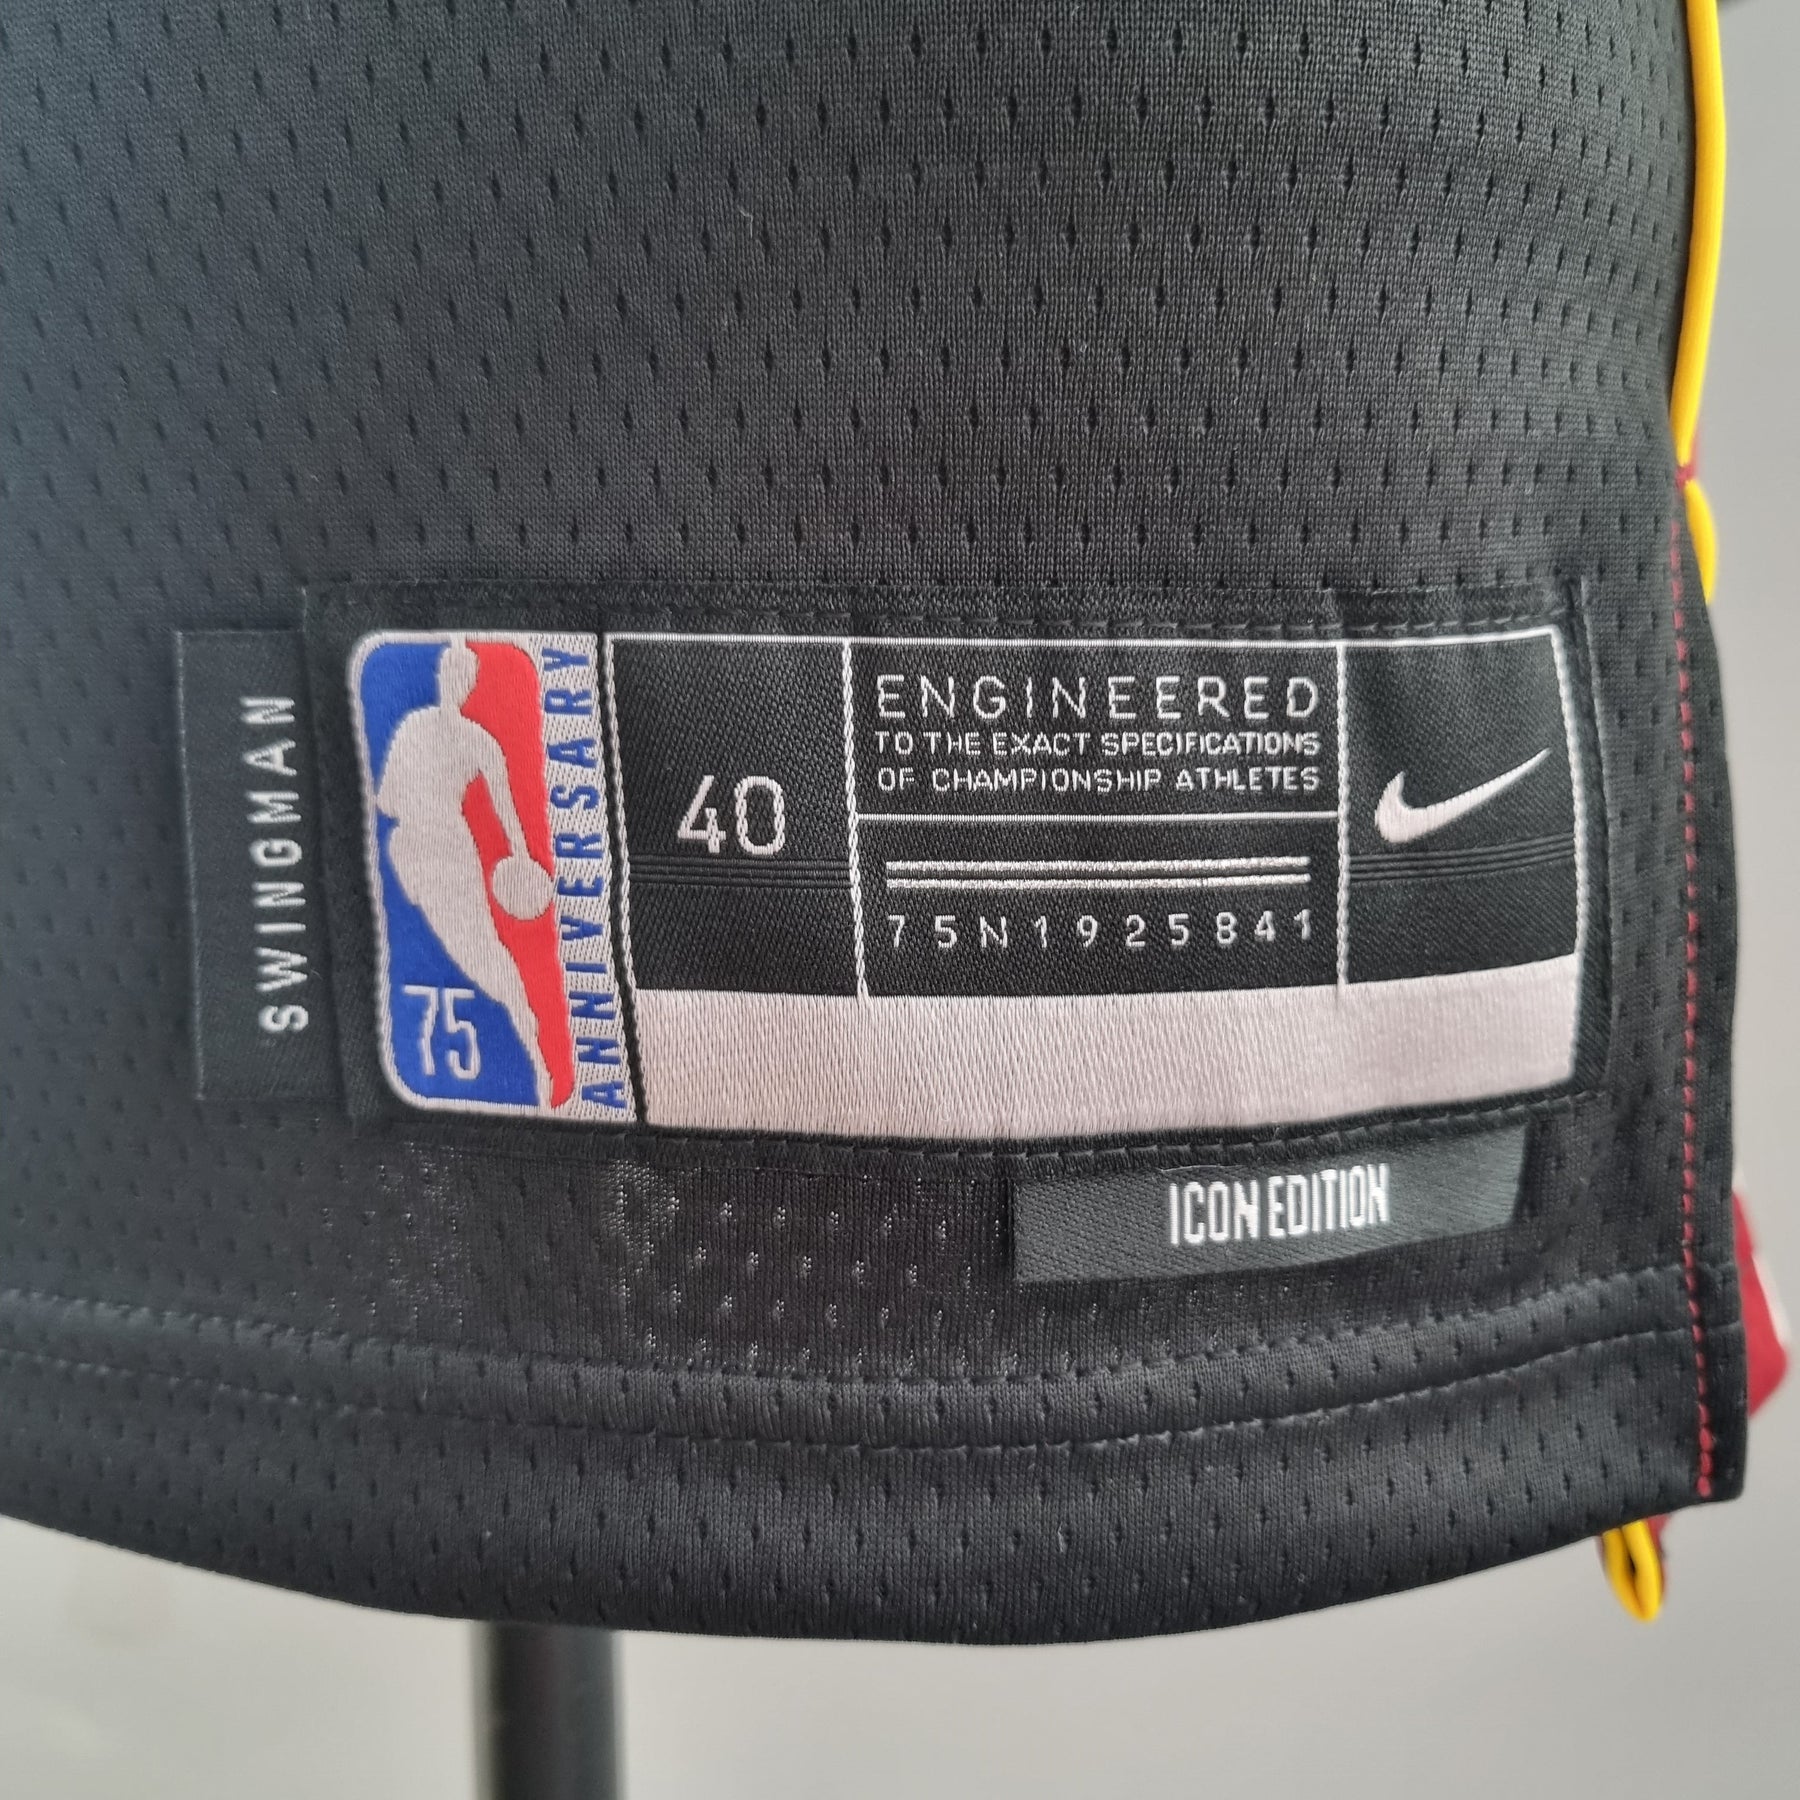 SWINGMAN
75
ANNIVERSARY
40
ENGINEERED
TO THE EXACT SPECIFICATIONS
OF CHAMPIONSHIP ATHLETES
75N1925841
ICON EDITION